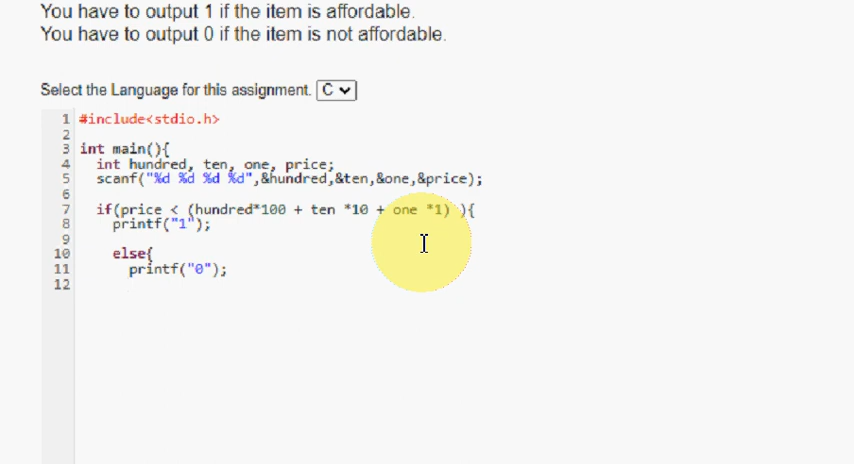 You have to output 1 if the item is affordable.
You have to output 0 if the item is not affordable.
Select the Language for this assignment. C
1 #include<stdio.h>
2
3 int main(){
4 int hundred, ten, one, price;
5 scanf("%d %d %d %d",&hundred,&ten,&one,&price);
6
7 if(price < (hundred*100 + ten *10 + one *1) ){
8 printf("1");
9
10 else{
11 printf("0");
12